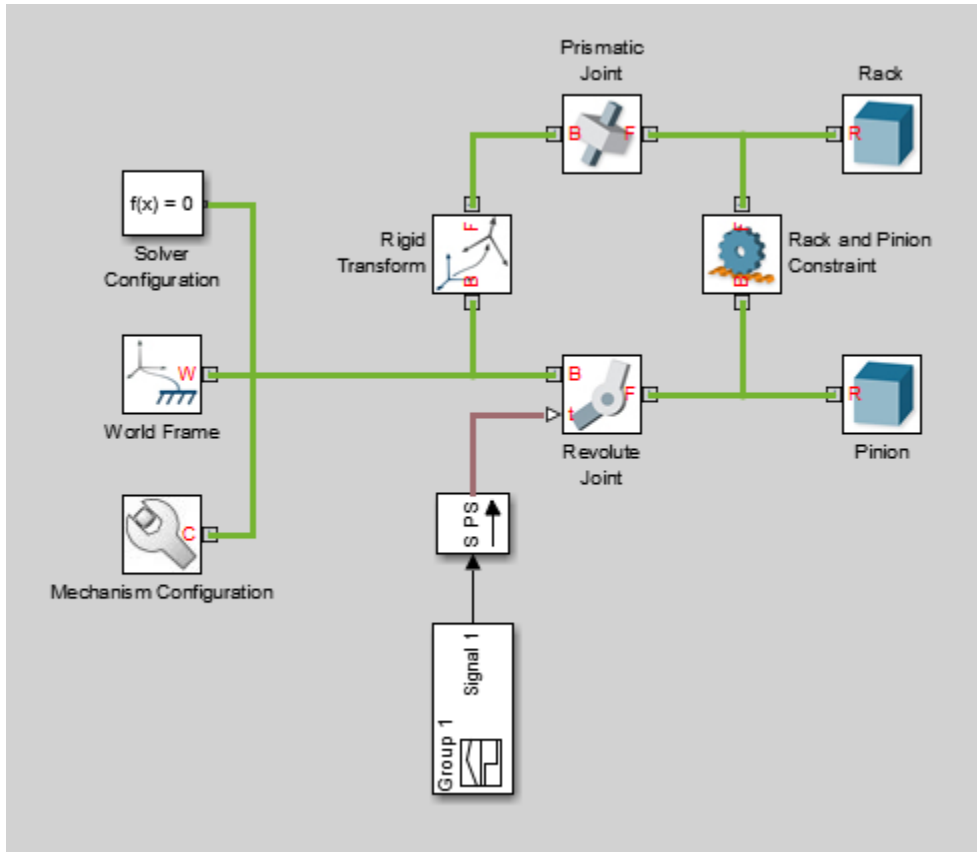 Prismatic
Joint
Rack
B
F
R
f(x) = 0
Solver
Configuration
Rigid
Transform
F
B
F
B
Rack and Pinion
Constraint
W
World Frame
B
F
t
Revolute
Joint
R
Pinion
C
Mechanism Configuration
S PS
Signal 1
Group 1